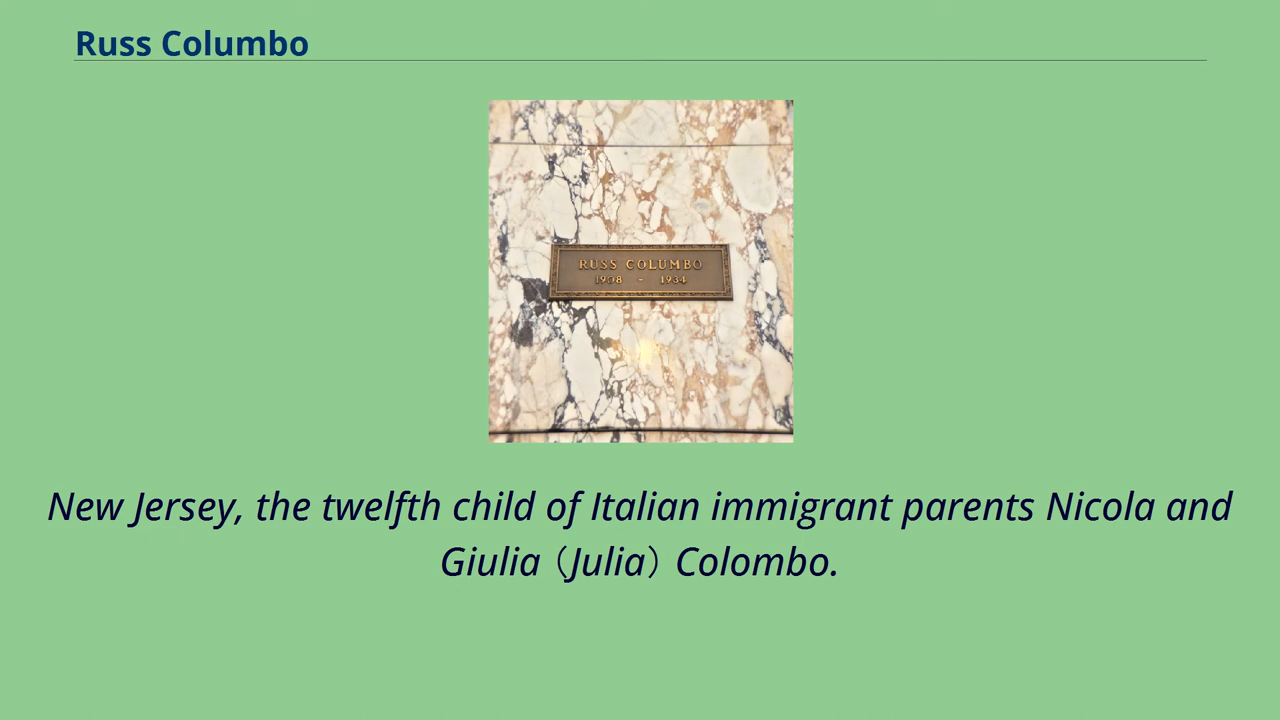 Russ Columbo
RUSS COLUMBO
1908 - 1934
New Jersey, the twelfth child of Italian immigrant parents Nicola and
Giulia（Julia）Colombo.